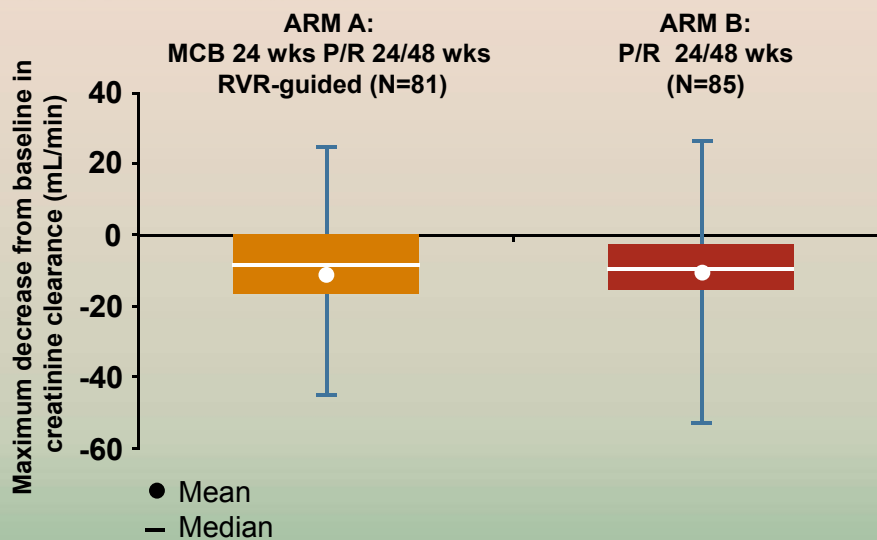 ARM A:
MCB 24 wks P/R 24/48 wks
RVR-guided (N=81)
ARM B:
P/R 24/48 wks
(N=85)
Maximum decrease from baseline in
creatinine clearance (mL/min)
40
20
0
-20
-40
-60
Mean
Median